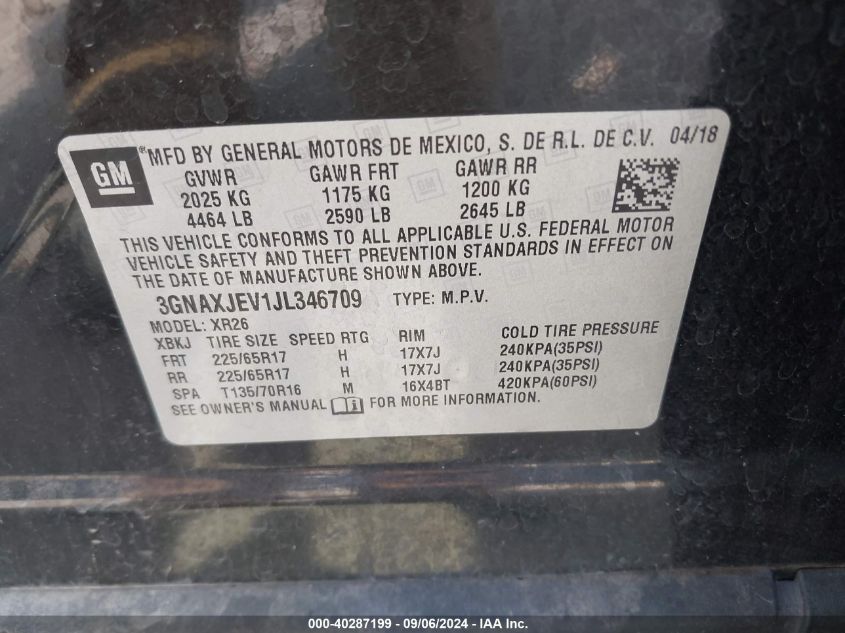 GM ® MFD BY GENERAL MOTORS DE MEXICO, S. DE R.L. DE C.V. 04/18
GVWR GAWR FRT GAWR RR
2025 KG 1175 KG 1200 KG
4464 LB 2590 LB 2645 LB
THIS VEHICLE CONFORMS TO ALL APPLICABLE U.S. FEDERAL MOTOR
VEHICLE SAFETY AND THEFT PREVENTION STANDARDS IN EFFECT ON
THE DATE OF MANUFACTURE SHOWN ABOVE.
3GNAXJEV1JL346709 TYPE: M.P.V.
MODEL: XR26
XBKJ TIRE SIZE SPEED RTG RIM COLD TIRE PRESSURE
FRT 225/65R17 H 17X7J 240KPA(35PSI)
RR 225/65R17 H 17X7J 240KPA(35PSI)
SPA T135/70R16 M 16X4BT 420KPA(60PSI)
SEE OWNER'S MANUAL FOR MORE INFORMATION.
000-40287199 - 09/06/2024 - IAA Inc.